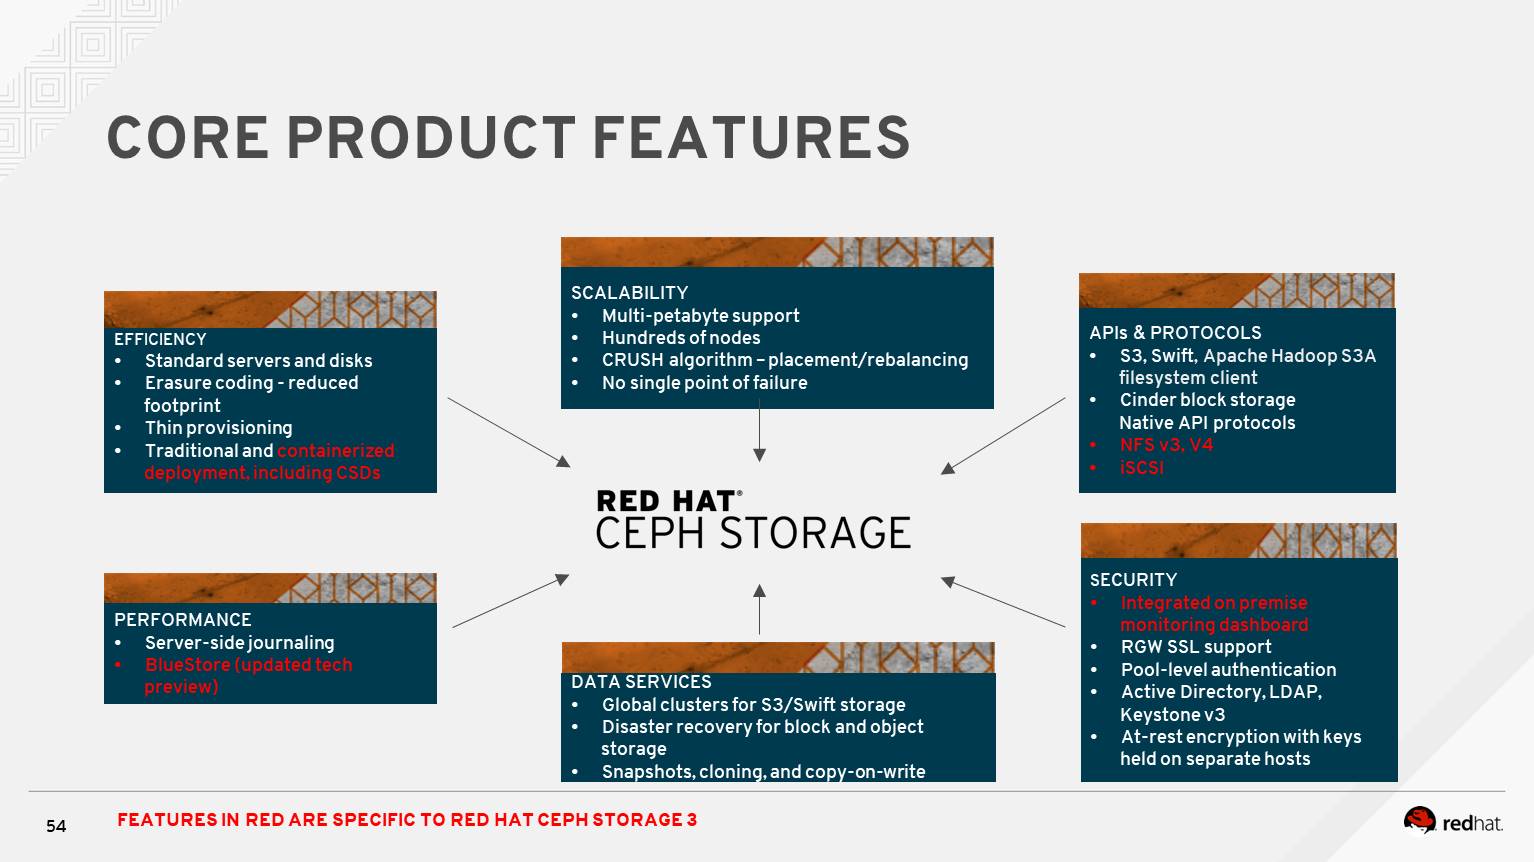 CORE PRODUCT FEATURES
SCALABILITY
• Multi-petabyte support
• Hundreds of nodes
• CRUSH algorithm – placement/rebalancing
• No single point of failure
EFFICIENCY
• Standard servers and disks
• Erasure coding - reduced
footprint
• Thin provisioning
• Traditional and containerized
deployment, including CSDs
APIs & PROTOCOLS
• S3, Swift, Apache Hadoop S3A
filesystem client
• Cinder block storage
Native API protocols
• NFS v3, V4
• iSCSI
RED HAT®
CEPH STORAGE
PERFORMANCE
• Server-side journaling
• BlueStore (updated tech
preview)
DATA SERVICES
• Global clusters for S3/Swift storage
• Disaster recovery for block and object
storage
• Snapshots, cloning, and copy-on-write
SECURITY
• Integrated on premise
monitoring dashboard
• RGW SSL support
• Pool-level authentication
• Active Directory, LDAP,
Keystone v3
• At-rest encryption with keys
held on separate hosts
54
FEATURES IN RED ARE SPECIFIC TO RED HAT CEPH STORAGE 3
redhat.